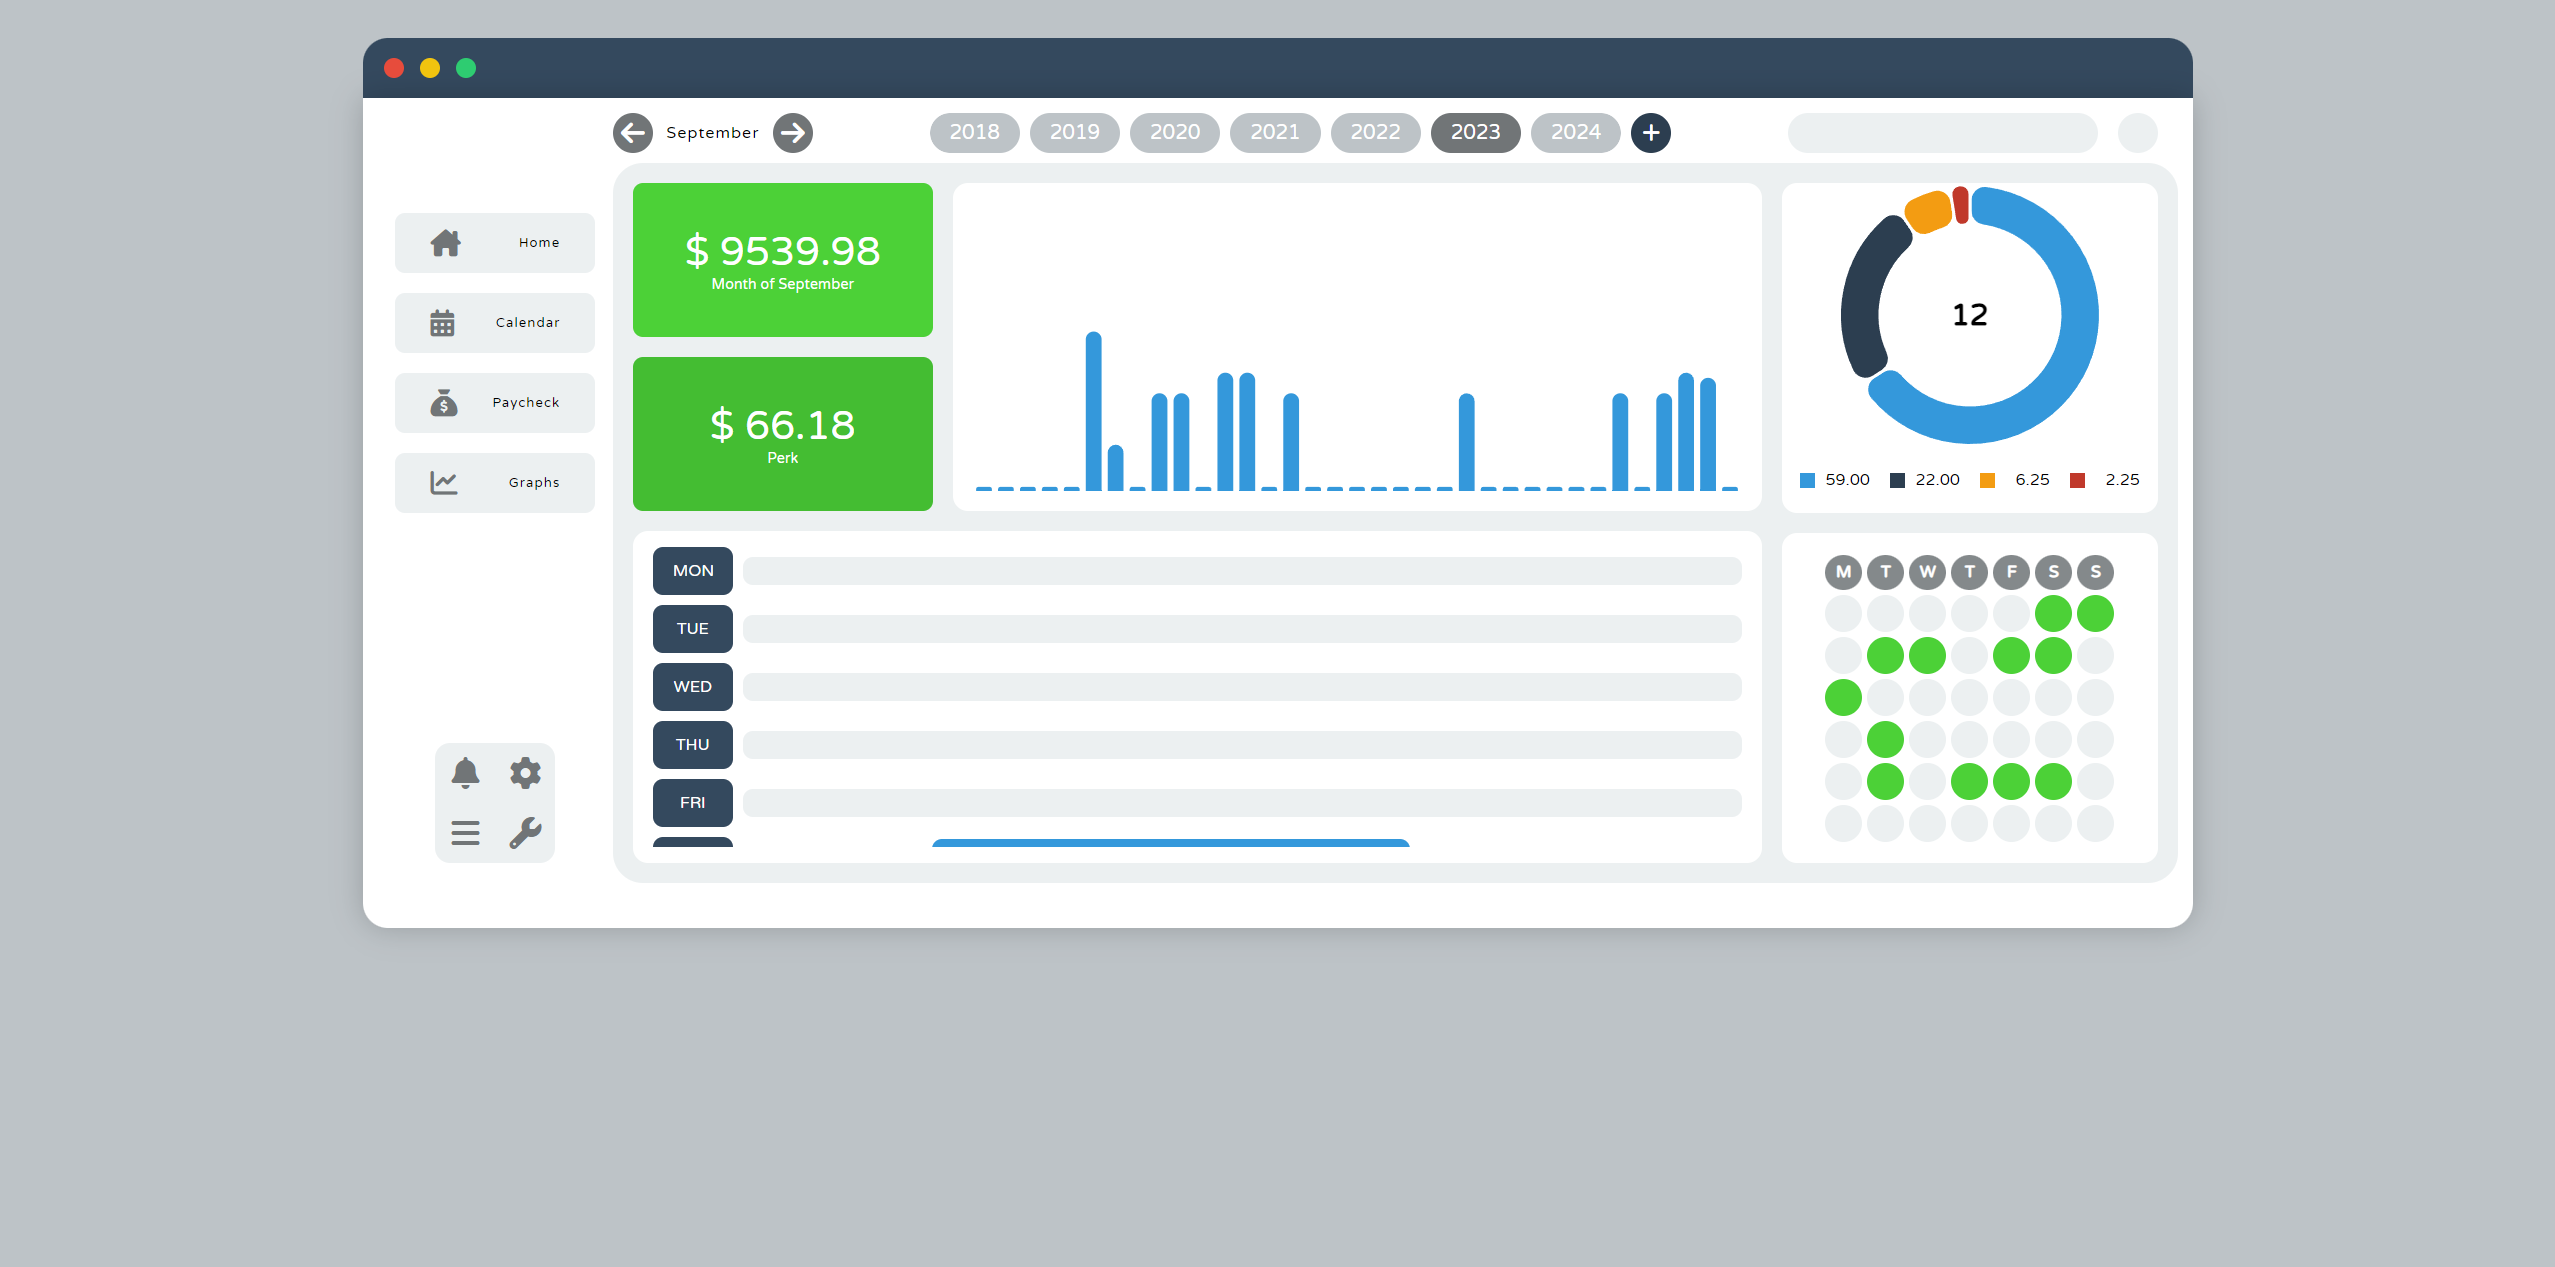 September
2018 2019 2020 2021 2022 2023 2024 +
Home
Calendar
Paycheck
Graphs
$ 9539.98
Month of September
$ 66.18
Perk
12
59.00 22.00 6.25 2.25
MON
TUE
WED
THU
FRI
M T W T F S S